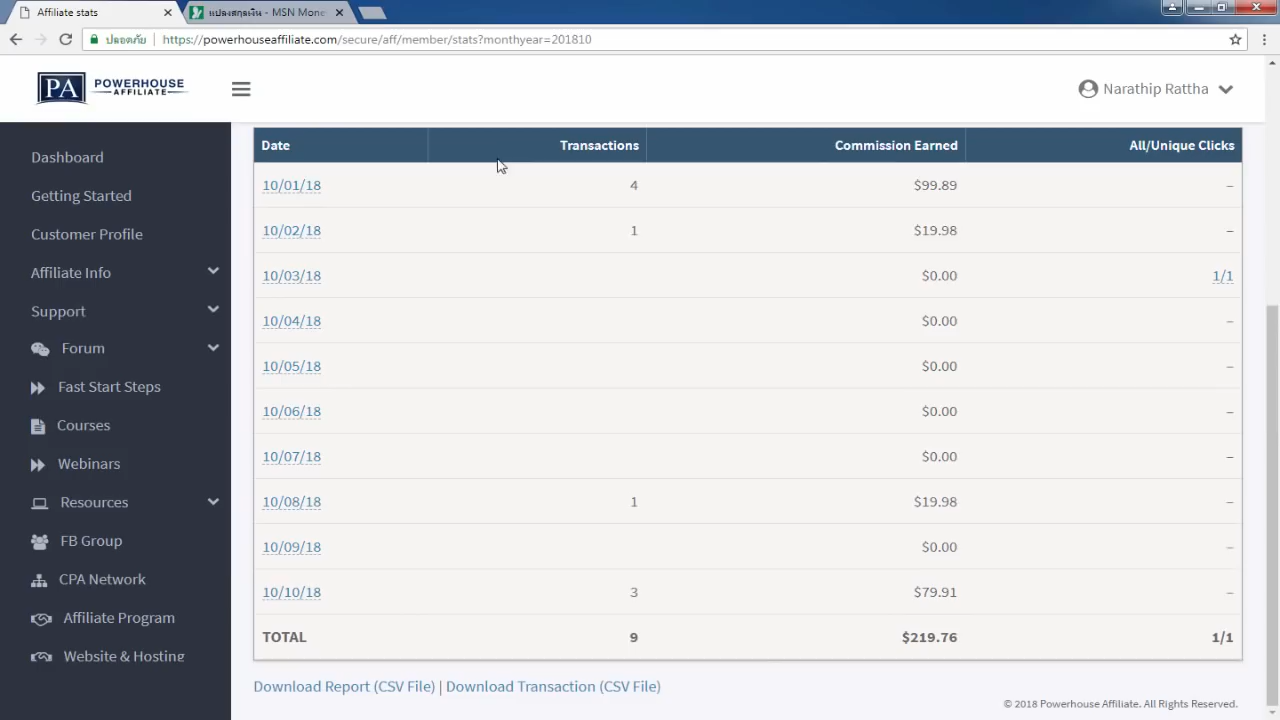 Affiliate stats
แปลงสกุลเงิน - MSN Mone
ปลอดภัย https://powerhouseaffiliate.com/secure/aff/member/stats?monthyear=201810
PA POWERHOUSE AFFILIATE
Narathip Rattha
Dashboard
Getting Started
Customer Profile
Affiliate Info
Support
Forum
Fast Start Steps
Courses
Webinars
Resources
FB Group
CPA Network
Affiliate Program
Website & Hosting
Date Transactions Commission Earned All/Unique Clicks
10/01/18 4 $99.89 –
10/02/18 1 $19.98 –
10/03/18 $0.00 1/1
10/04/18 $0.00 –
10/05/18 $0.00 –
10/06/18 $0.00 –
10/07/18 $0.00 –
10/08/18 1 $19.98 –
10/09/18 $0.00 –
10/10/18 3 $79.91 –
TOTAL 9 $219.76 1/1
Download Report (CSV File) | Download Transaction (CSV File)
© 2018 Powerhouse Affiliate. All Rights Reserved.